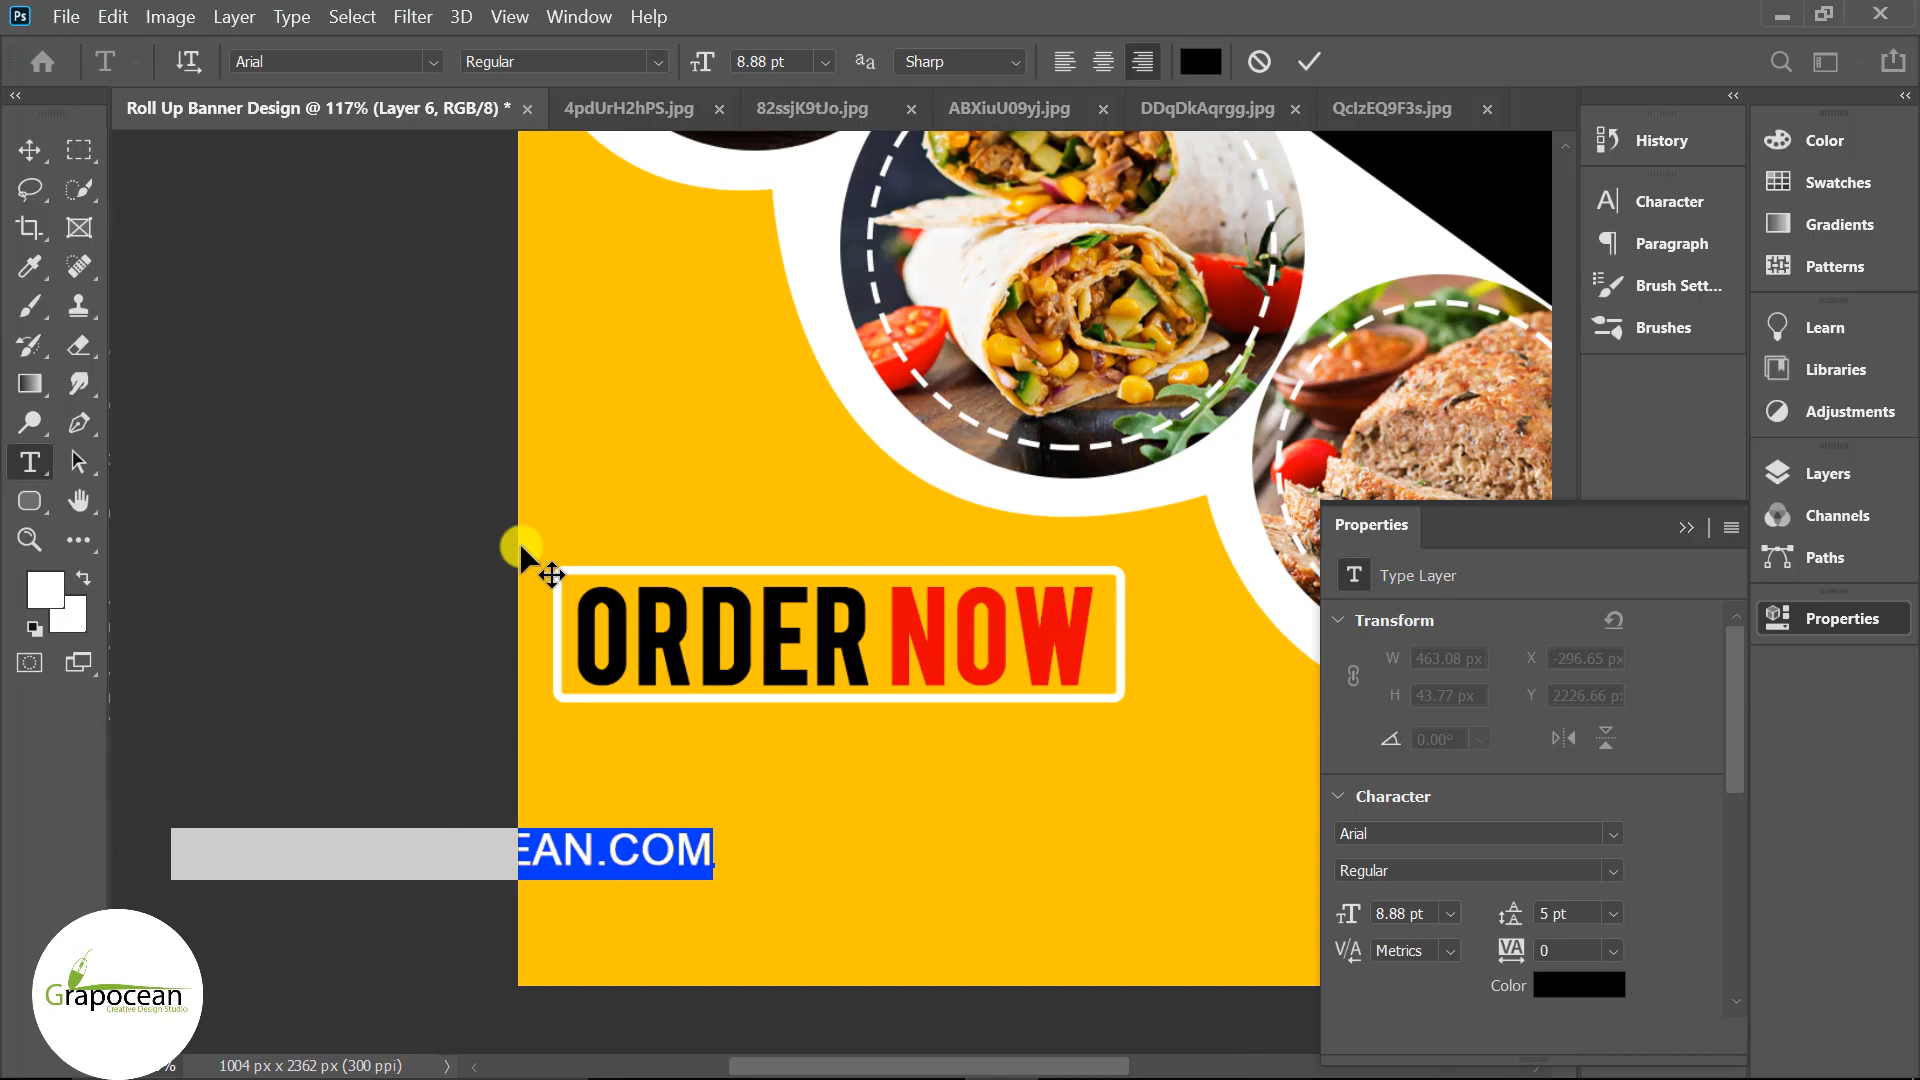 Ps File Edit Image Layer Type Select Filter 3D View Window Help
T Arial Regular 8.88 pt aa Sharp
Roll Up Banner Design @ 117% (Layer 6, RGB/8) * × 4pdUrH2hPS.jpg × 82ssjK9tJo.jpg × ABXiuU09yj.jpg × DDqDkAqrgg.jpg × QcIzEQ9F3s.jpg ×
History
Character
Paragraph
Brush Sett...
Brushes
Color
Swatches
Gradients
Patterns
Learn
Libraries
Adjustments
Layers
Channels
Paths
Properties
ORDER NOW
EAN.COM
Properties
T Type Layer
Transform
W 463.08 px X -296.65 px
H 43.77 px Y 2226.66 p
0.00°
Character
Arial
Regular
8.88 pt 5 pt
Metrics 0
Color
Grapocean
Creative Design Studio
% 1004 px x 2362 px (300 ppi)